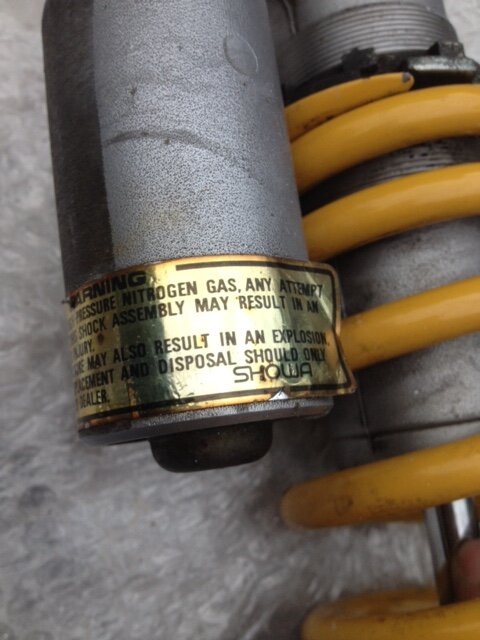 WARNING
PRESSURE NITROGEN GAS, ANY ATTEMPT
SHOCK ASSEMBLY MAY RESULT IN AN
MAY ALSO RESULT IN AN EXPLOSION.
AND DISPOSAL SHOULD ONLY
DEALER.
SHOWA